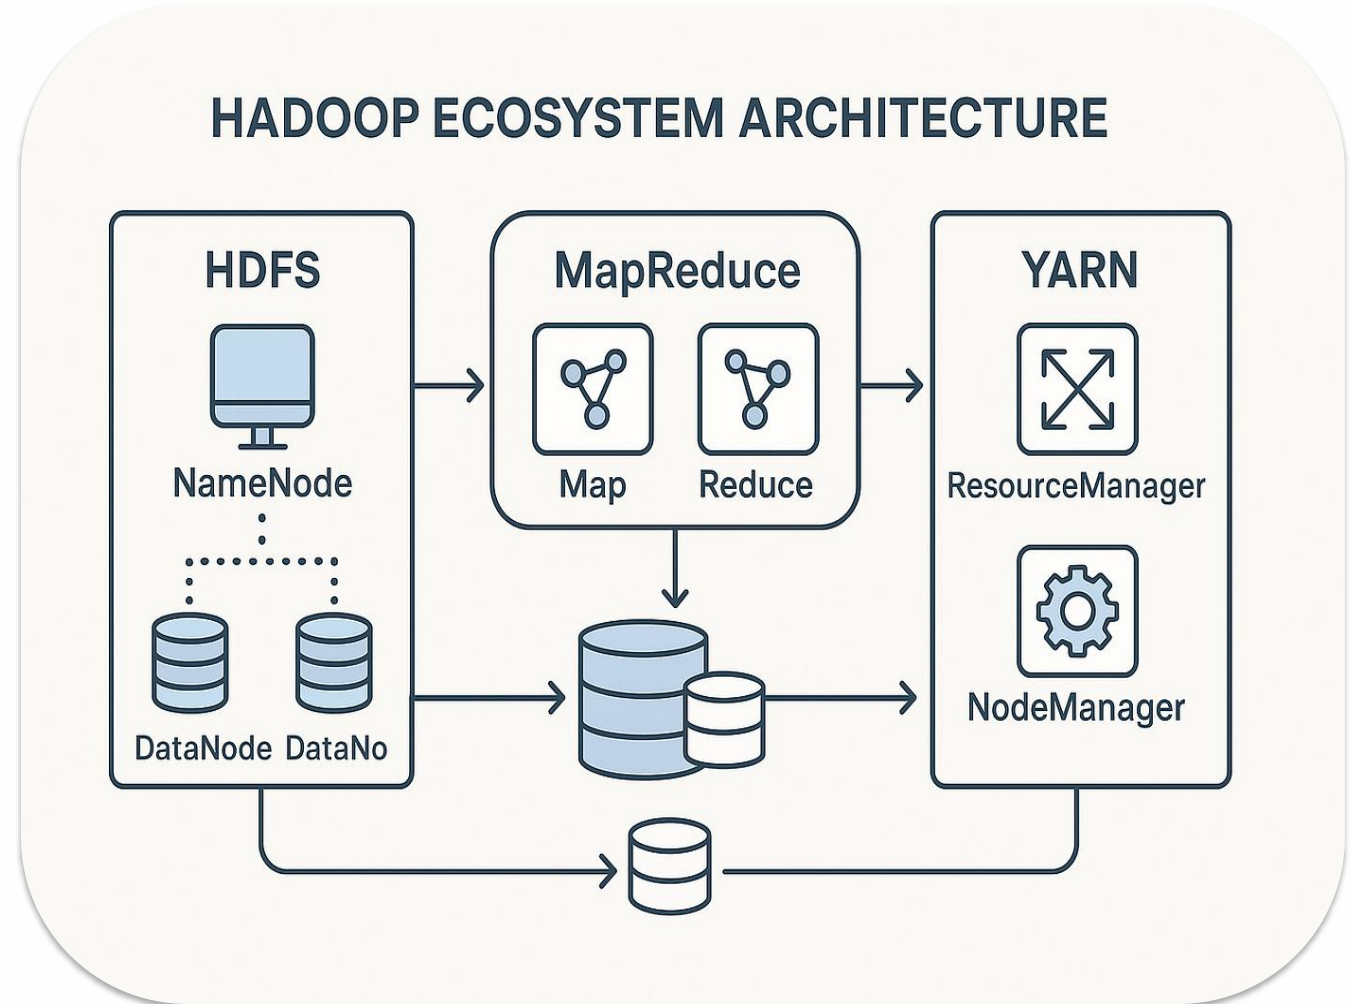 HADOOP ECOSYSTEM ARCHITECTURE
HDFS
NameNode
DataNode DataNo
MapReduce
Map Reduce
YARN
ResourceManager
NodeManager